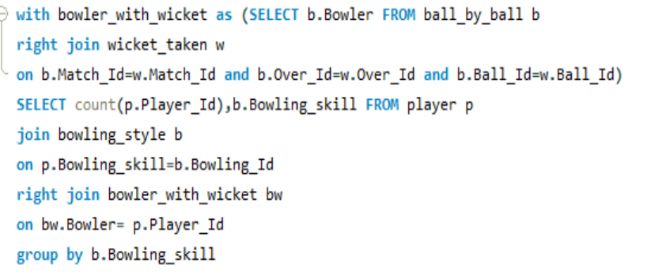 with bowler_with_wicket as (SELECT b.Bowler FROM ball_by_ball b
right join wicket_taken w
on b.Match_Id=w.Match_Id and b.Over_Id=w.Over_Id and b.Ball_Id=w.Ball_Id)
SELECT count(p.Player_Id),b.Bowling_skill FROM player p
join bowling_style b
on p.Bowling_skill=b.Bowling_Id
right join bowler_with_wicket bw
on bw.Bowler= p.Player_Id
group by b.Bowling_skill